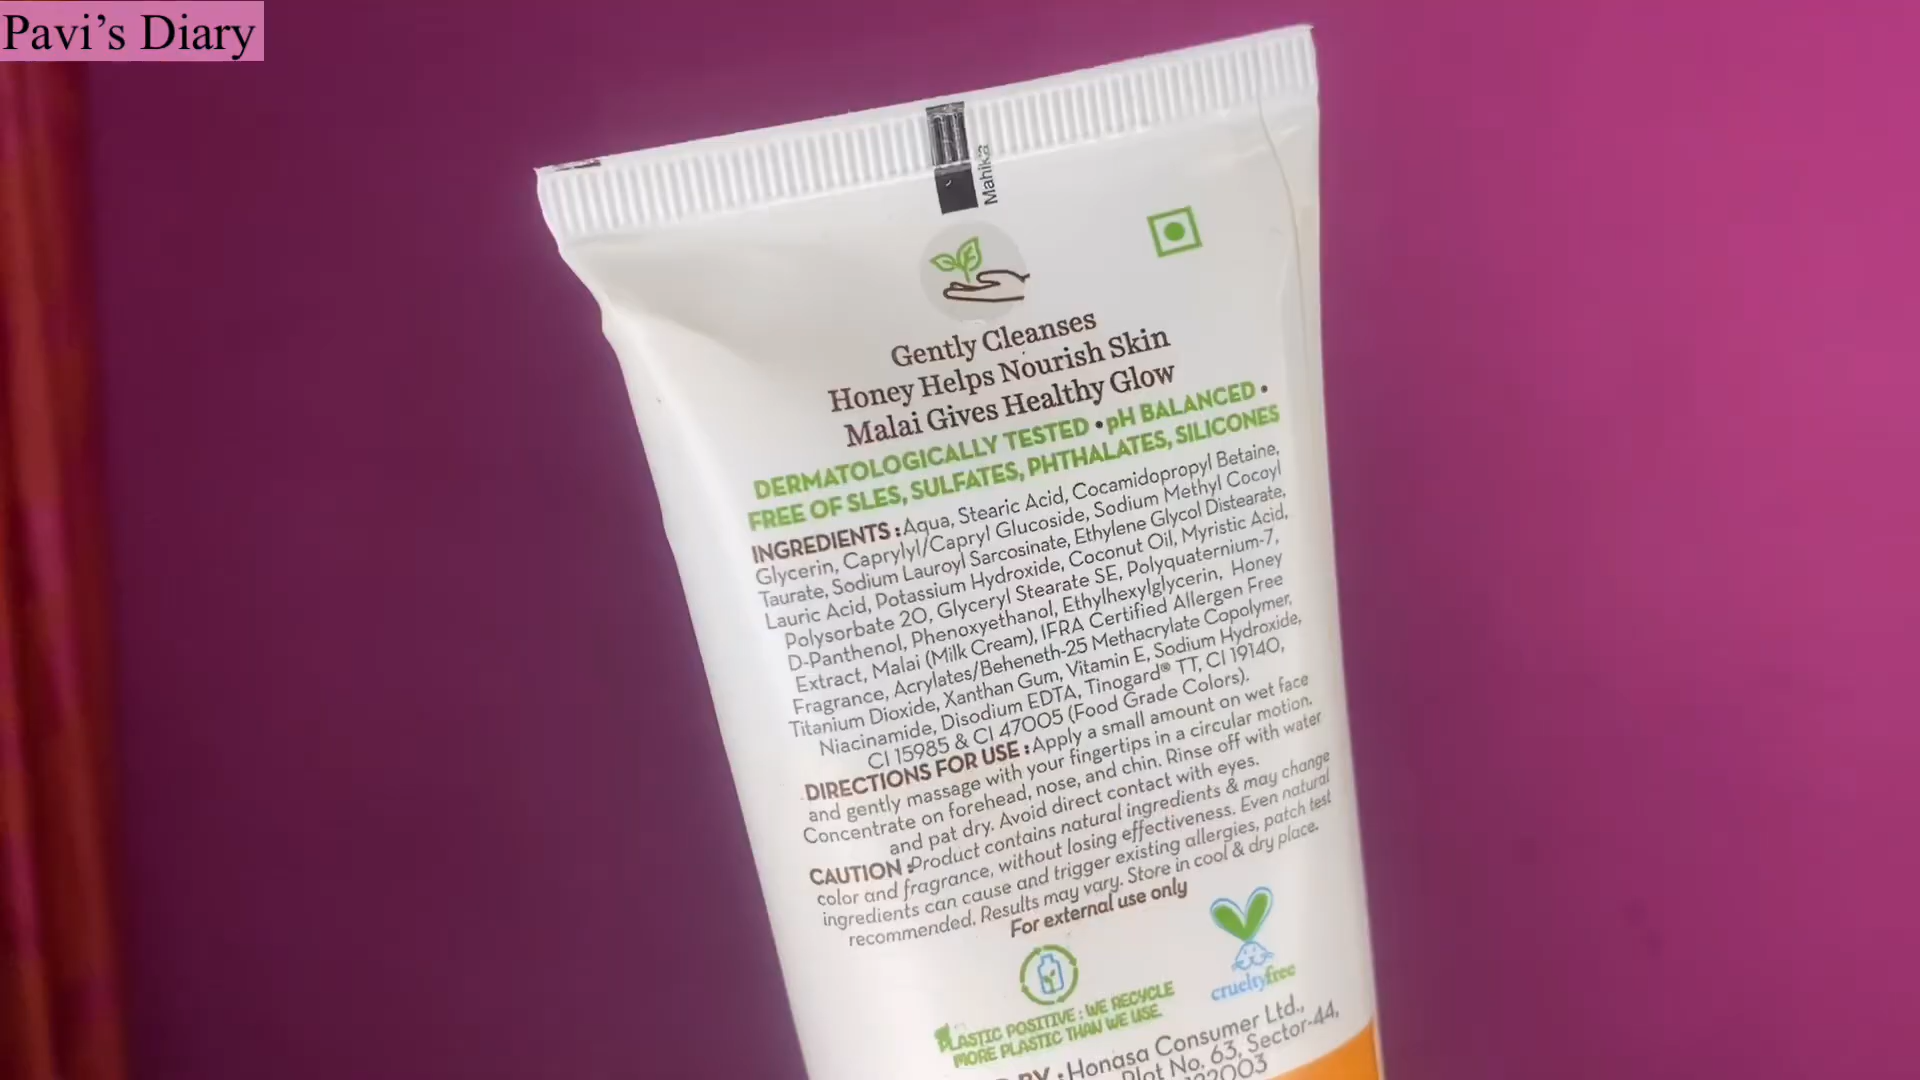 Pavi's Diary
Mahika
Gently Cleanses
Honey Helps Nourish Skin
Malai Gives Healthy Glow
DERMATOLOGICALLY TESTED • pH BALANCED •
FREE OF SLES, SULFATES, PHTHALATES, SILICONES
INGREDIENTS : Aqua, Stearic Acid, Cocamidopropyl Betaine,
Glycerin, Caprylyl/Capryl Glucoside, Sodium Methyl Cocoyl
Taurate, Sodium Lauroyl Sarcosinate, Ethylene Glycol Distearate,
Lauric Acid, Potassium Hydroxide, Coconut Oil, Myristic Acid,
Polysorbate 20, Glyceryl Stearate SE, Polyquaternium-7,
D-Panthenol, Phenoxyethanol, Ethylhexylglycerin, Honey
Extract, Malai (Milk Cream), IFRA Certified Allergen Free
Fragrance, Acrylates/Beheneth-25 Methacrylate Copolymer,
Titanium Dioxide, Xanthan Gum, Vitamin E, Sodium Hydroxide,
Niacinamide, Disodium EDTA, Tinogard® TT, CI 19140,
CI 15985 & CI 47005 (Food Grade Colors).
DIRECTIONS FOR USE : Apply a small amount on wet face
and gently massage with your fingertips in a circular motion.
Concentrate on forehead, nose, and chin. Rinse off with water
and pat dry. Avoid direct contact with eyes.
CAUTION : Product contains natural ingredients & may change
color and fragrance, without losing effectiveness. Even natural
ingredients can cause and trigger existing allergies, patch test
recommended. Results may vary. Store in cool & dry place.
For external use only
crueltyfree
PLASTIC POSITIVE : WE RECYCLE
MORE PLASTIC THAN WE USE.
BY : Honasa Consumer Ltd.,
Plot No. 63, Sector-44,